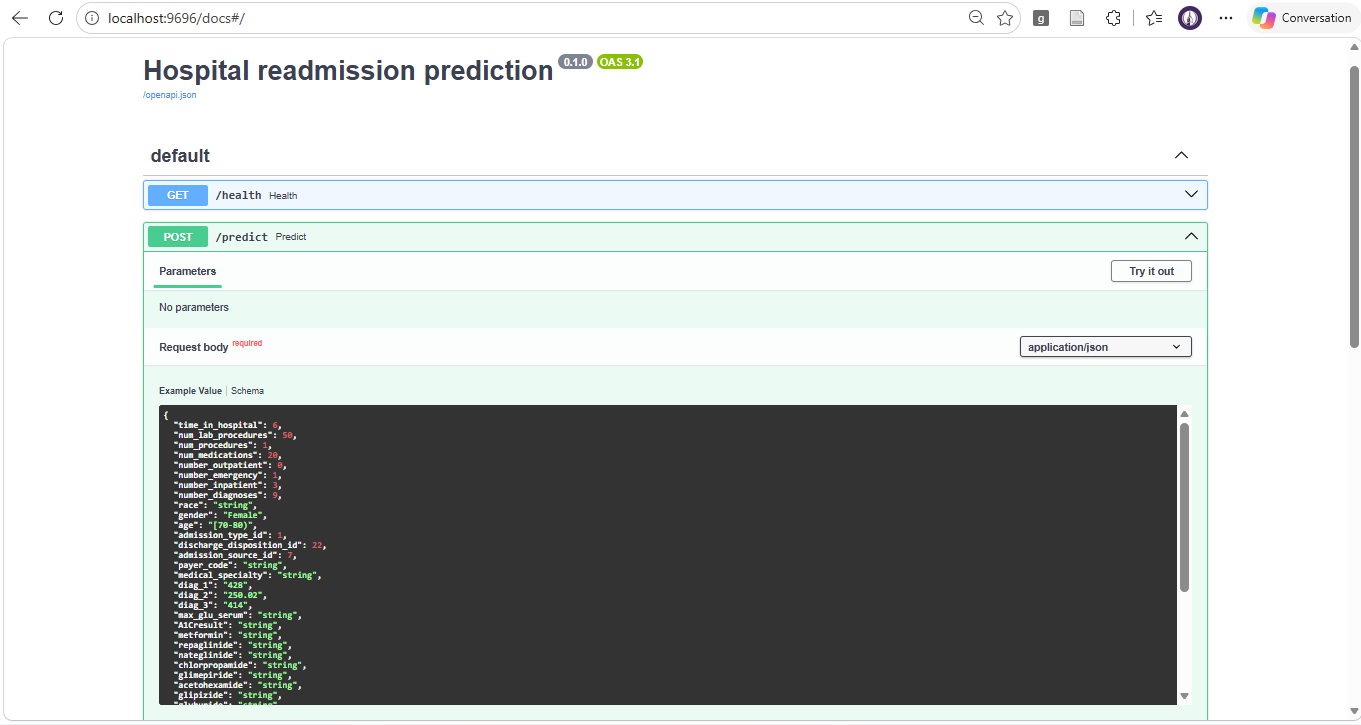 localhost:9696/docs#/
g
Conversation
Hospital readmission prediction 0.1.0 OAS 3.1
/openapi.json
default
GET /health Health
POST /predict Predict
Parameters
Try it out
No parameters
Request body required
application/json
Example Value | Schema
{
"time_in_hospital": 6,
"num_lab_procedures": 50,
"num_procedures": 1,
"num_medications": 20,
"number_outpatient": 0,
"number_emergency": 1,
"number_inpatient": 3,
"number_diagnoses": 9,
"race": "string",
"gender": "Female",
"age": "[70-80)",
"admission_type_id": 1,
"discharge_disposition_id": 22,
"admission_source_id": 7,
"payer_code": "string",
"medical_specialty": "string",
"diag_1": "428",
"diag_2": "250.02",
"diag_3": "414",
"max_glu_serum": "string",
"A1Cresult": "string",
"metformin": "string",
"repaglinide": "string",
"nateglinide": "string",
"chlorpropamide": "string",
"glimepiride": "string",
"acetohexamide": "string",
"glipizide": "string",